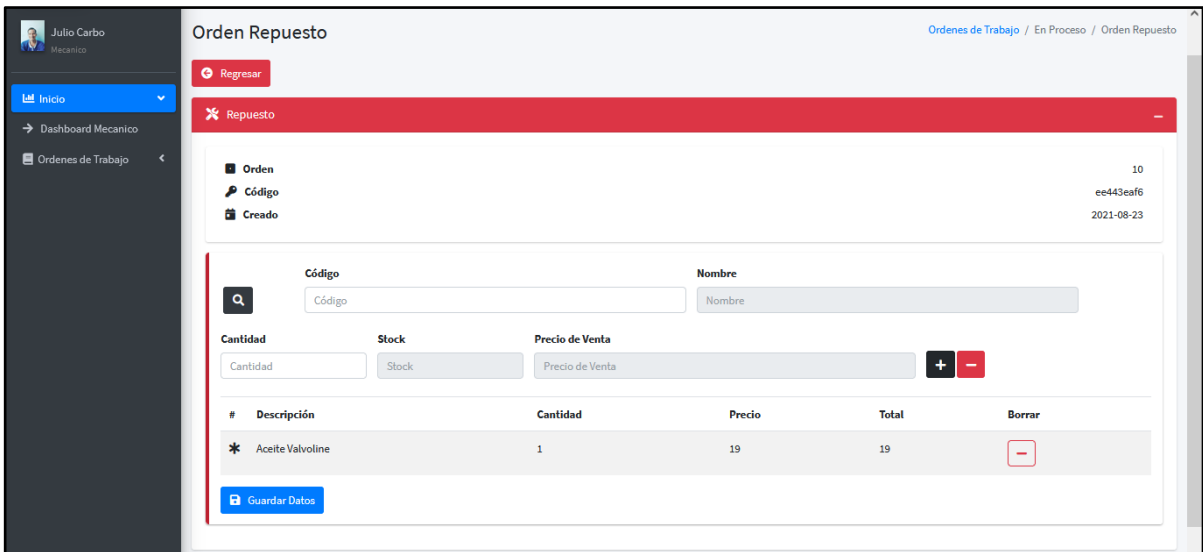 Julio Carbo
Mecanico
Inicio
Dashboard Mecanico
Ordenes de Trabajo
Orden Repuesto
Ordenes de Trabajo / En Proceso / Orden Repuesto
Regresar
Repuesto
Orden 10
Código ee443eaf6
Creado 2021-08-23
Código Nombre
Código Nombre
Cantidad Stock Precio de Venta
Cantidad Stock Precio de Venta
# Descripción Cantidad Precio Total Borrar
Aceite Valvoline 1 19 19
Guardar Datos